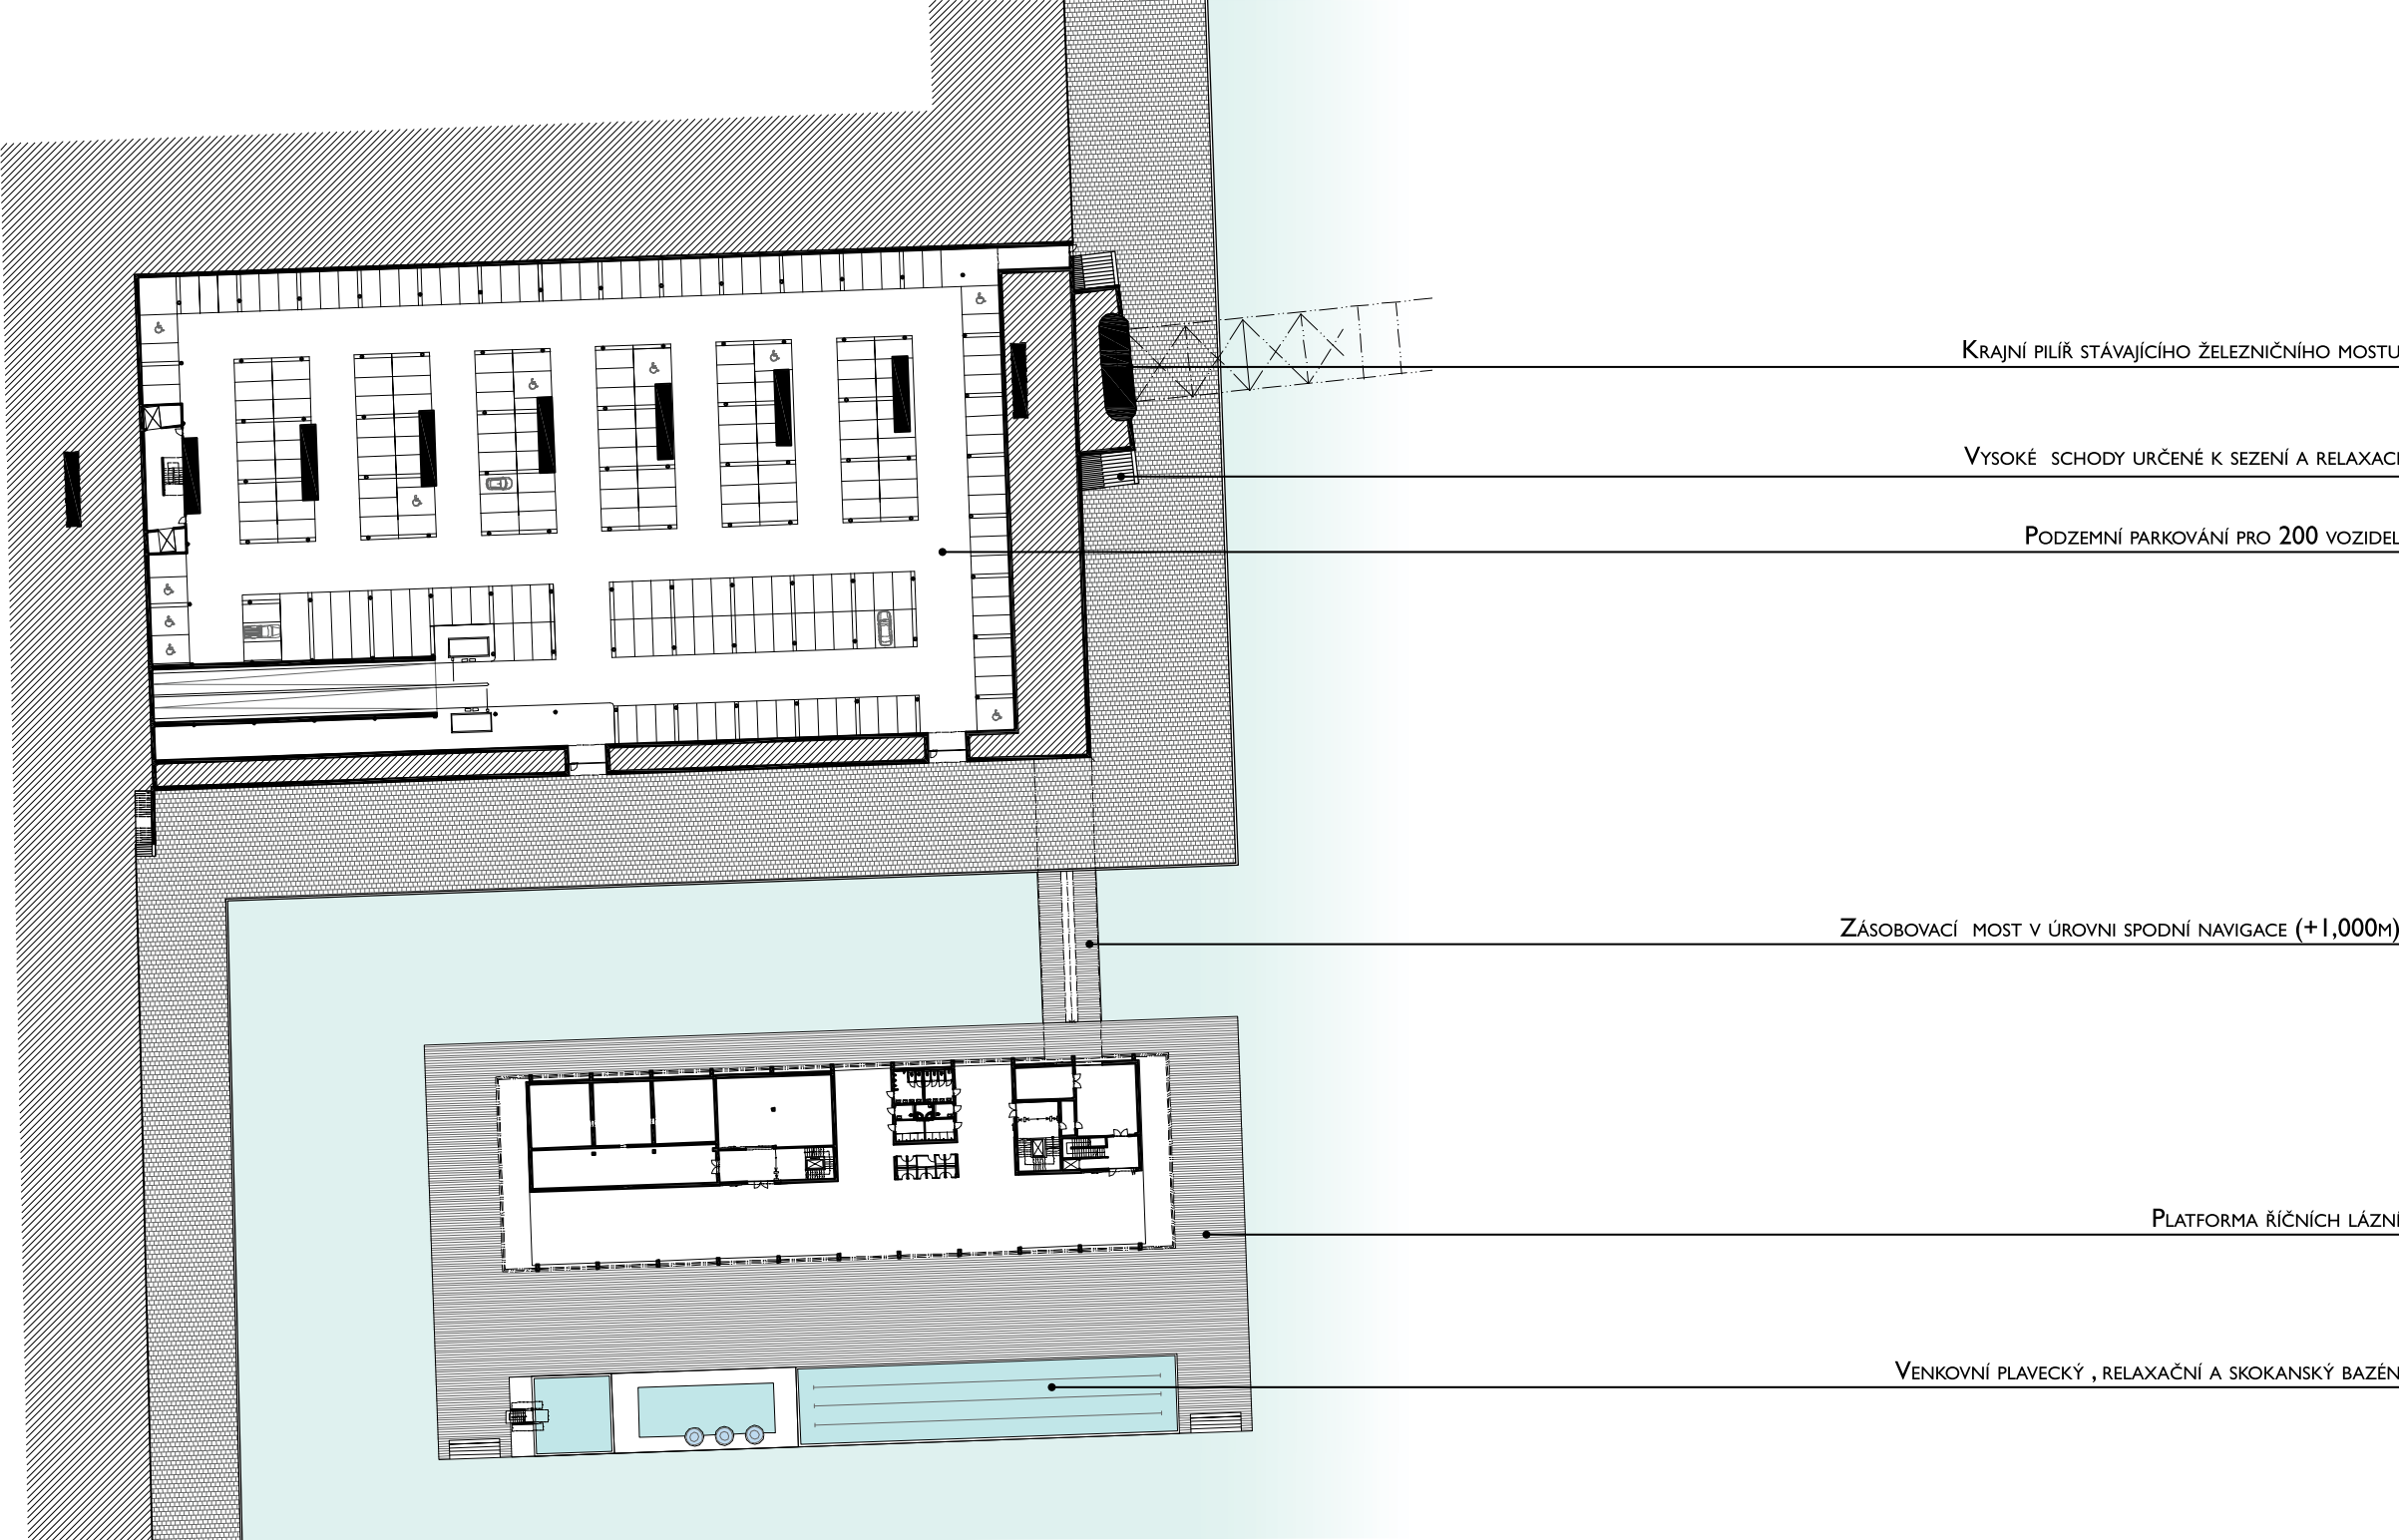 Krajní pilíř stávajícího železničního mostu
Vysoké schody určené k sezení a relaxaci
Podzemní parkování pro 200 vozidel
Zásobovací most v úrovni spodní navigace (+1,000m)
Platforma říčních lázní
Venkovní plavecký , relaxační a skokanský bazén